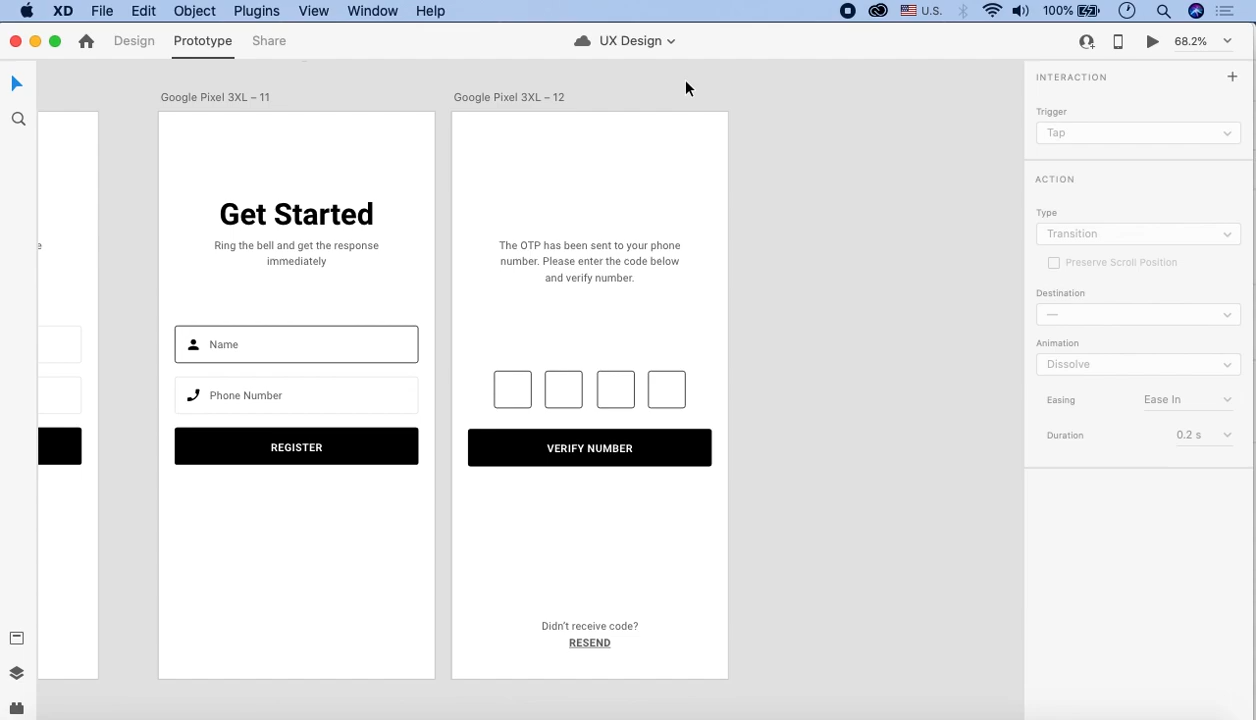 XD File Edit Object Plugins View Window Help U.S. 100%
Design Prototype Share UX Design 68.2%
Google Pixel 3XL – 11
Get Started
Ring the bell and get the response
immediately
Name
Phone Number
REGISTER
e
Google Pixel 3XL – 12
The OTP has been sent to your phone
number. Please enter the code below
and verify number.
VERIFY NUMBER
Didn't receive code?
RESEND
INTERACTION
Trigger
Tap
ACTION
Type
Transition
Preserve Scroll Position
Destination
—
Animation
Dissolve
Easing Ease In
Duration 0.2 s